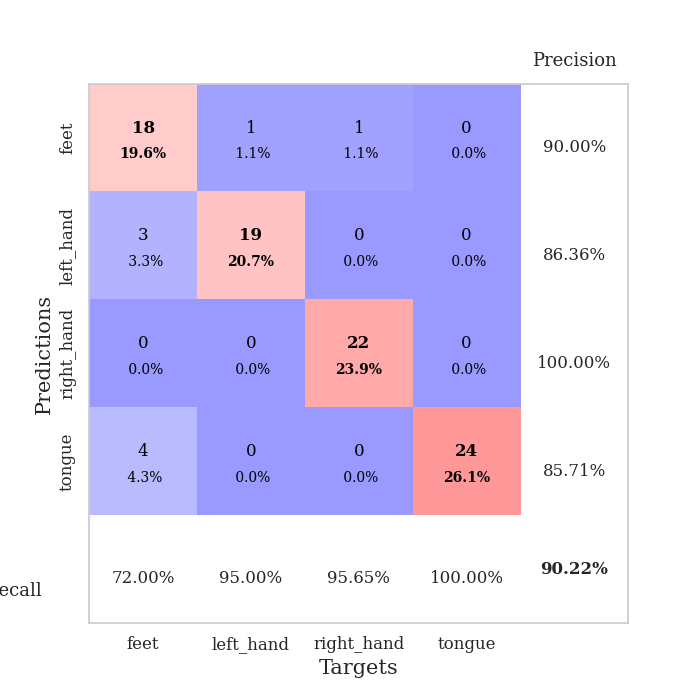 Precision
feet 18 1 1 0 90.00%
19.6% 1.1% 1.1% 0.0%
left_hand 3 19 0 0 86.36%
3.3% 20.7% 0.0% 0.0%
right_hand 0 0 22 0 100.00%
0.0% 0.0% 23.9% 0.0%
tongue 4 0 0 24 85.71%
4.3% 0.0% 0.0% 26.1%
Predictions
ecall 72.00% 95.00% 95.65% 100.00% 90.22%
feet left_hand right_hand tongue
Targets